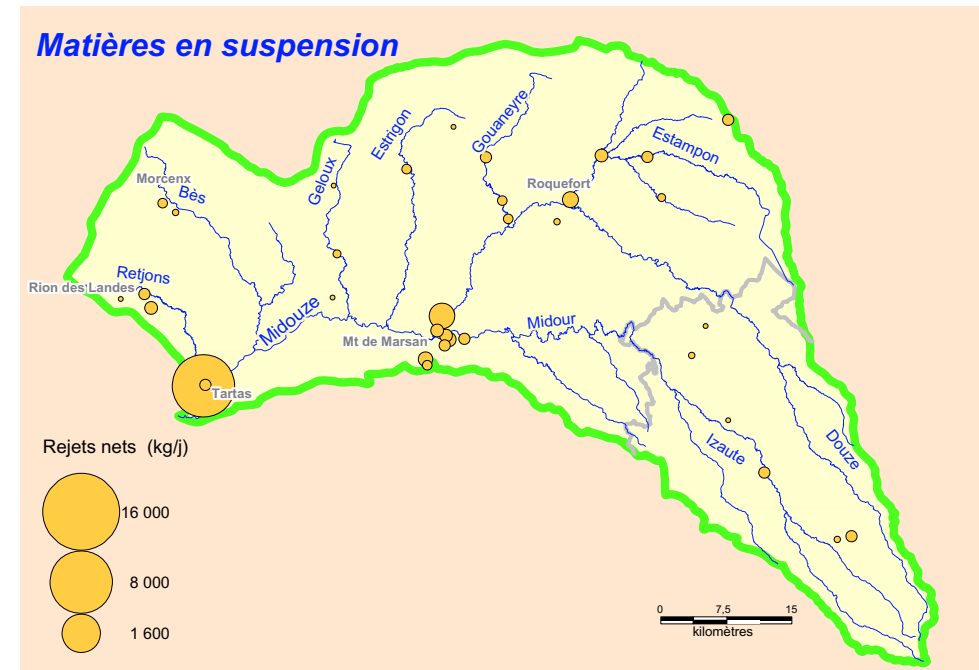 Matières en suspension
Estrigon
Gouaneyre
Estampon
Geloux
Morcenx
Bès
Roquefort
Retjons
Rion des Landes
Midouze
Mt de Marsan
Midour
Tartas
Izaute
Douze
Rejets nets (kg/j)
16 000
8 000
1 600
0 7,5 15
kilomètres